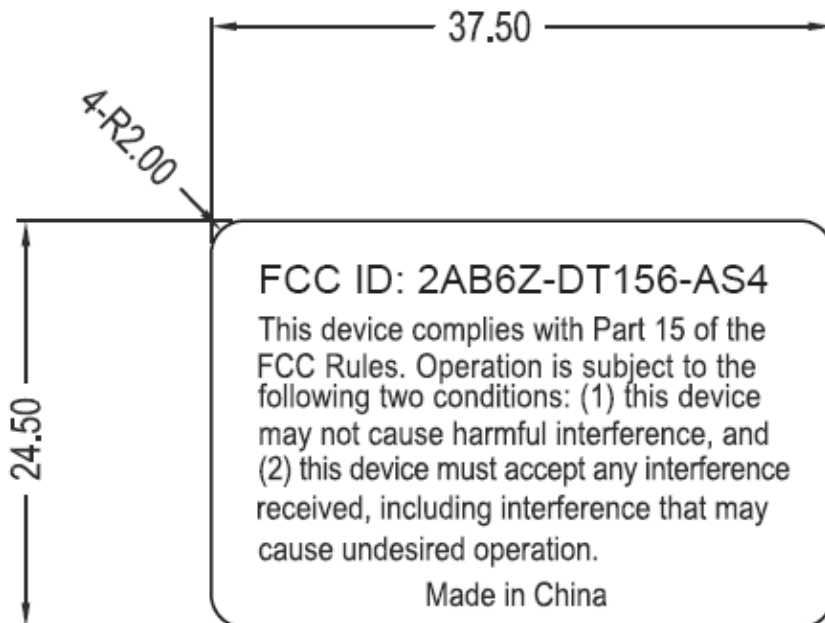 37.50
4-R2.00
24.50
FCC ID: 2AB6Z-DT156-AS4
This device complies with Part 15 of the
FCC Rules. Operation is subject to the
following two conditions: (1) this device
may not cause harmful interference, and
(2) this device must accept any interference
received, including interference that may
cause undesired operation.
Made in China